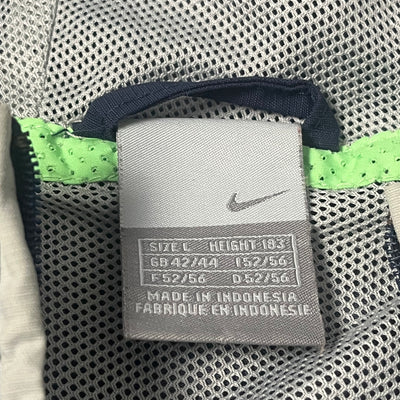 SIZE L HEIGHT 183
GB 42/44 I 52/56
F 52/56 D 52/56
MADE IN INDONESIA
FABRIQUE EN INDONESIE